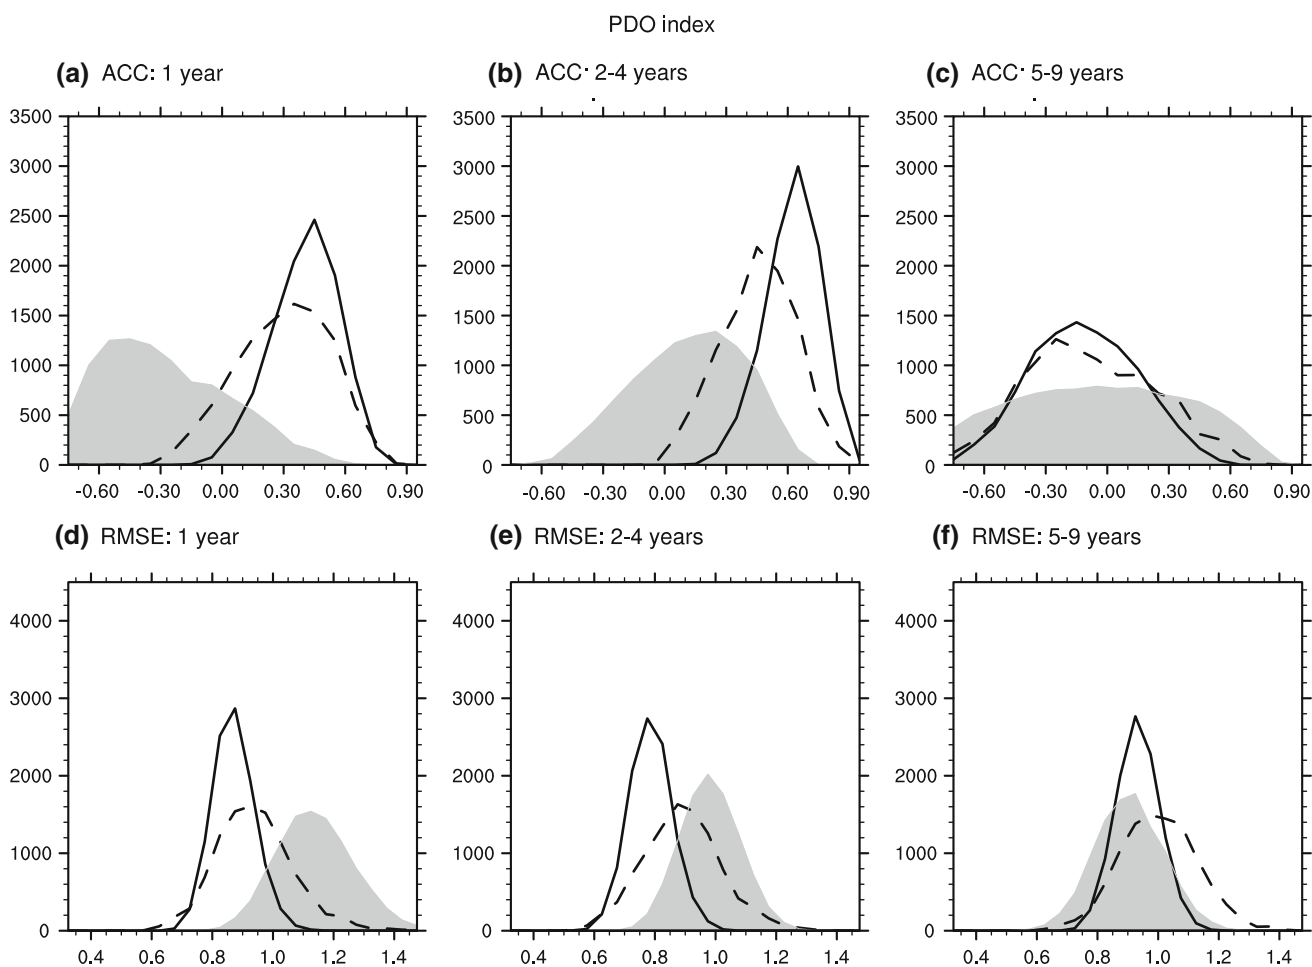 PDO index
(a) ACC: 1 year
(b) ACC: 2-4 years
(c) ACC: 5-9 years
3500 3500 3500
3000 3000 3000
2500 2500 2500
2000 2000 2000
1500 1500 1500
1000 1000 1000
500 500 500
0 0 0
-0.60 -0.30 0.00 0.30 0.60 0.90
-0.60 -0.30 0.00 0.30 0.60 0.90
-0.60 -0.30 0.00 0.30 0.60 0.90
(d) RMSE: 1 year
(e) RMSE: 2-4 years
(f) RMSE: 5-9 years
4000 4000 4000
3000 3000 3000
2000 2000 2000
1000 1000 1000
0 0 0
0.4 0.6 0.8 1.0 1.2 1.4
0.4 0.6 0.8 1.0 1.2 1.4
0.4 0.6 0.8 1.0 1.2 1.4